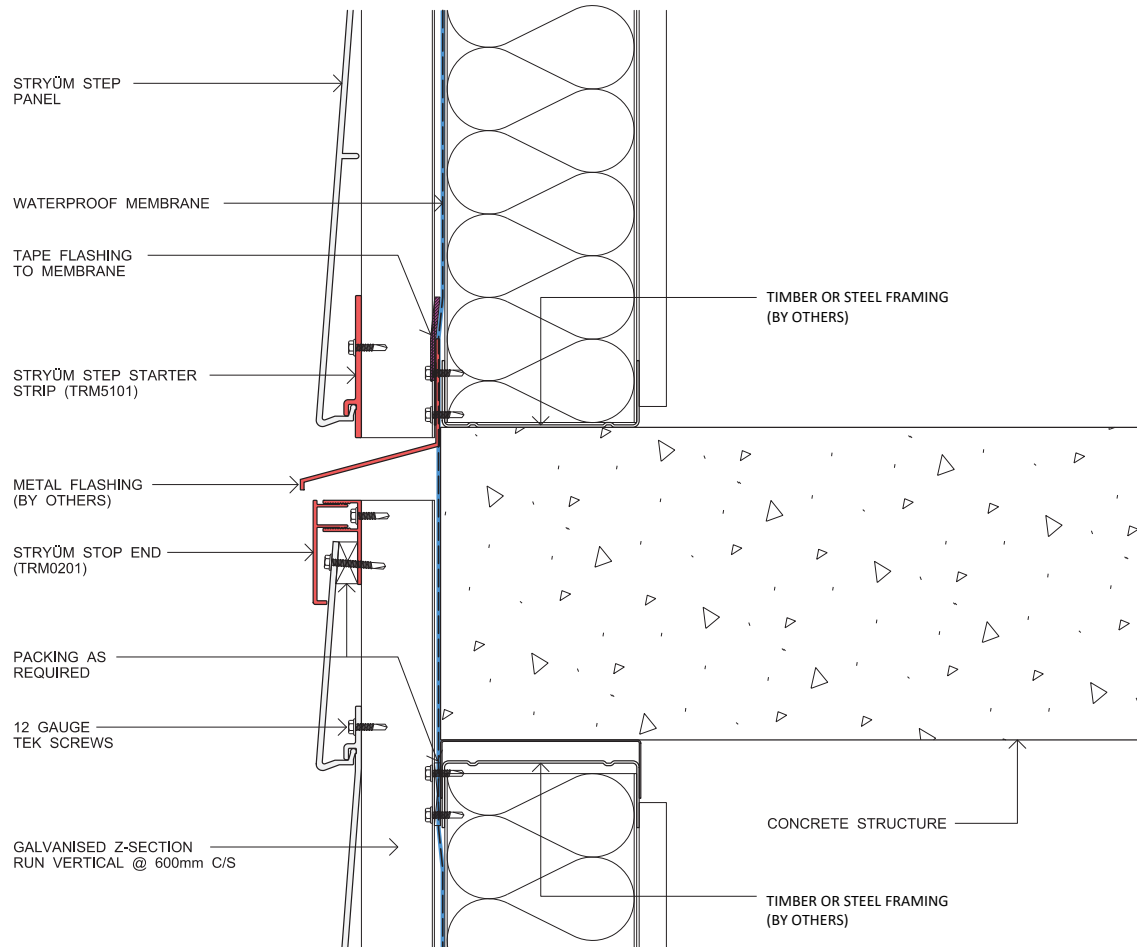 STRYÜM STEP
PANEL
WATERPROOF MEMBRANE
TAPE FLASHING
TO MEMBRANE
TIMBER OR STEEL FRAMING
(BY OTHERS)
STRYÜM STEP STARTER
STRIP (TRM5101)
METAL FLASHING
(BY OTHERS)
STRYÜM STOP END
(TRM0201)
PACKING AS
REQUIRED
12 GAUGE
TEK SCREWS
CONCRETE STRUCTURE
GALVANISED Z-SECTION
RUN VERTICAL @ 600mm C/S
TIMBER OR STEEL FRAMING
(BY OTHERS)